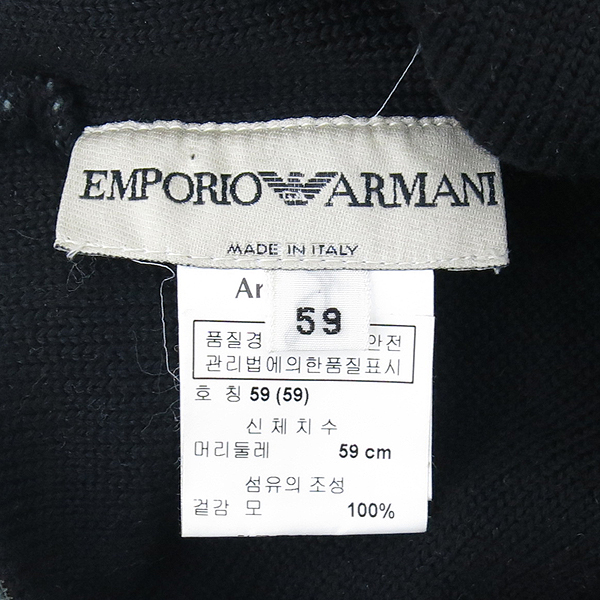 EMPORIO ARMANI
MADE IN ITALY
Ar
59
품질경 안전
관리법에의한품질표시
호 칭 59 (59)
신체치수
머리둘레 59 cm
섬유의 조성
겉감 모 100%